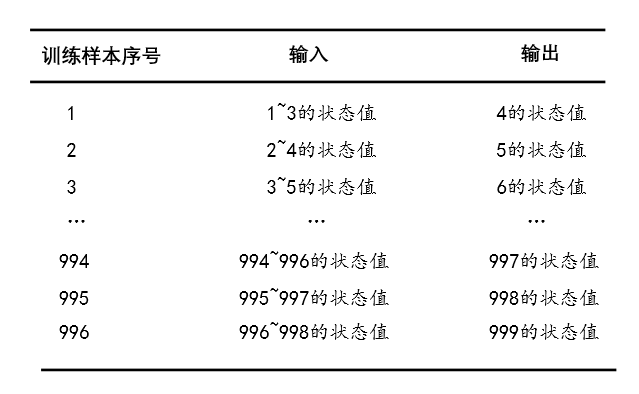 训练样本序号 输入 输出
1 1~3的状态值 4的状态值
2 2~4的状态值 5的状态值
3 3~5的状态值 6的状态值
… … …
994 994~996的状态值 997的状态值
995 995~997的状态值 998的状态值
996 996~998的状态值 999的状态值